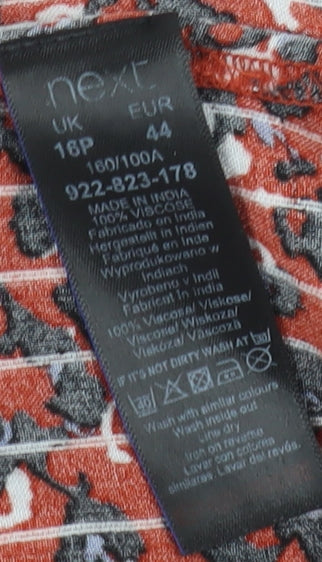 next
UK EUR
16P 44
160/100A
922-823-178
MADE IN INDIA
100% VISCOSE
Fabricado en India
Hergestellt in Indien
Fabriqué en Inde
Wyprodukowano w
Indiach
Vyrobeno v Indii
Fabricat în India
100% Viscosa/ Viskose/
Viscose/ Wiskoza/
Viskóza/ Vâscoză
IF IT'S NOT DIRTY WASH AT
Wash with similar colours
Wash inside out
Line dry
Iron on reverse
Lavar con colores
similares. Lavar del revés.